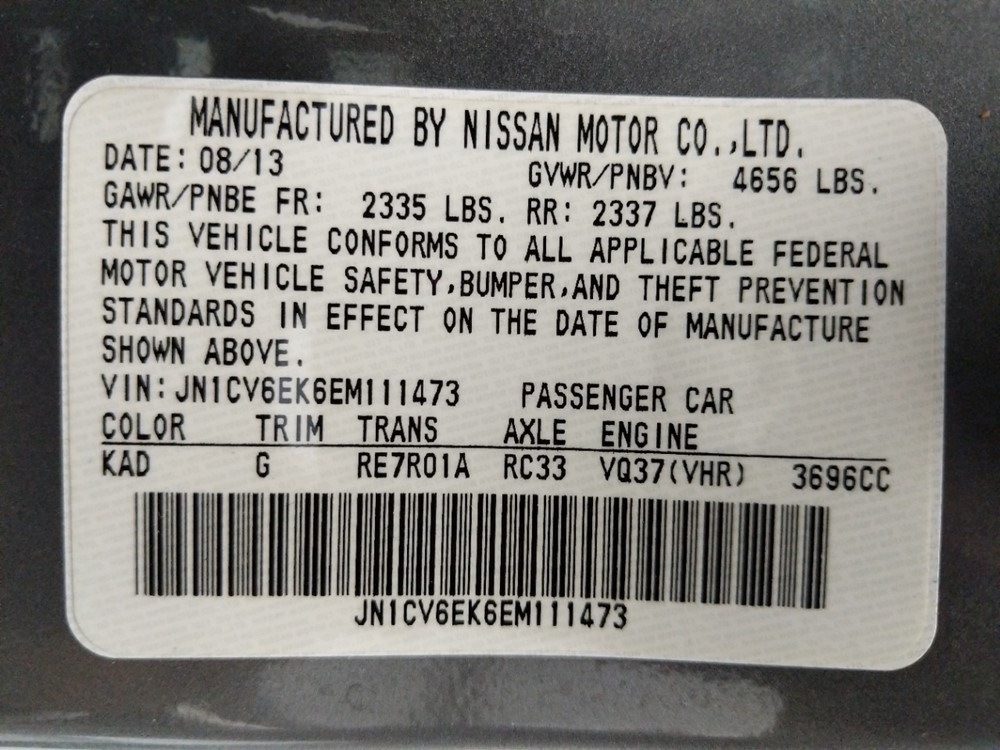 MANUFACTURED BY NISSAN MOTOR CO.,LTD.
DATE: 08/13 GVWR/PNBV: 4656 LBS.
GAWR/PNBE FR: 2335 LBS. RR: 2337 LBS.
THIS VEHICLE CONFORMS TO ALL APPLICABLE FEDERAL
MOTOR VEHICLE SAFETY,BUMPER,AND THEFT PREVENTION
STANDARDS IN EFFECT ON THE DATE OF MANUFACTURE
SHOWN ABOVE.
VIN: JN1CV6EK6EM111473 PASSENGER CAR
COLOR TRIM TRANS AXLE ENGINE
KAD G RE7R01A RC33 VQ37(VHR) 3696CC
JN1CV6EK6EM111473